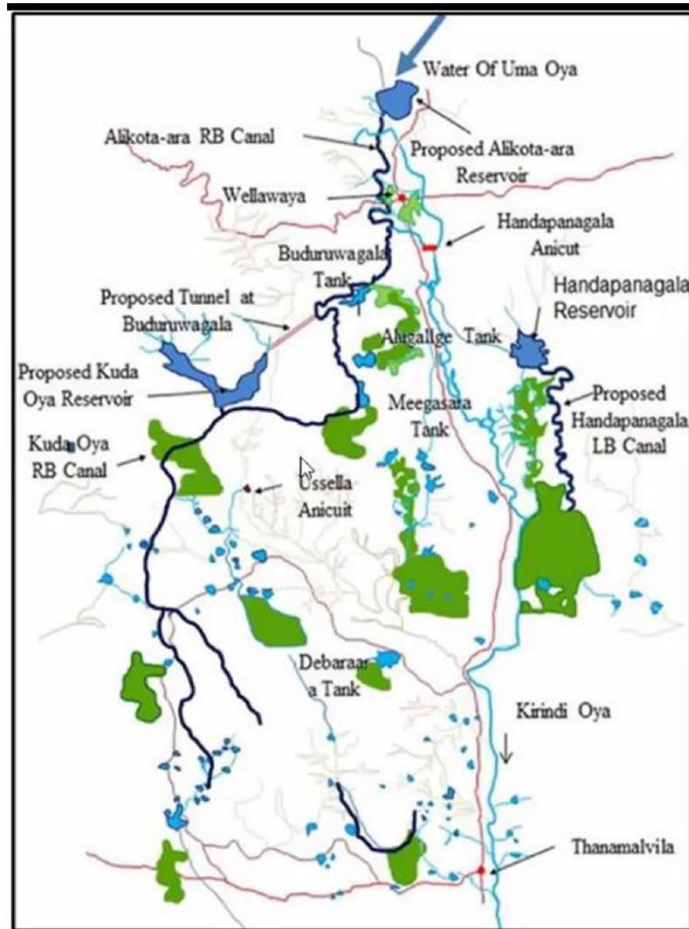 Water Of Uma Oya
Alikota-ara RB Canal
Proposed Alikota-ara
Reservoir
Wellawaya
Handapanagala
Anicut
Buduruwagala
Tank
Handapanagala
Reservoir
Proposed Tunnel at
Buduruwagala
Aligallge Tank
Proposed Kuda
Oya Reservoir
Meegasara
Tank
Proposed
Handapanagala
LB Canal
Kuda Oya
RB Canal
Ussella
Anicuit
Debaraar
a Tank
Kirindi Oya
Thanamalvila